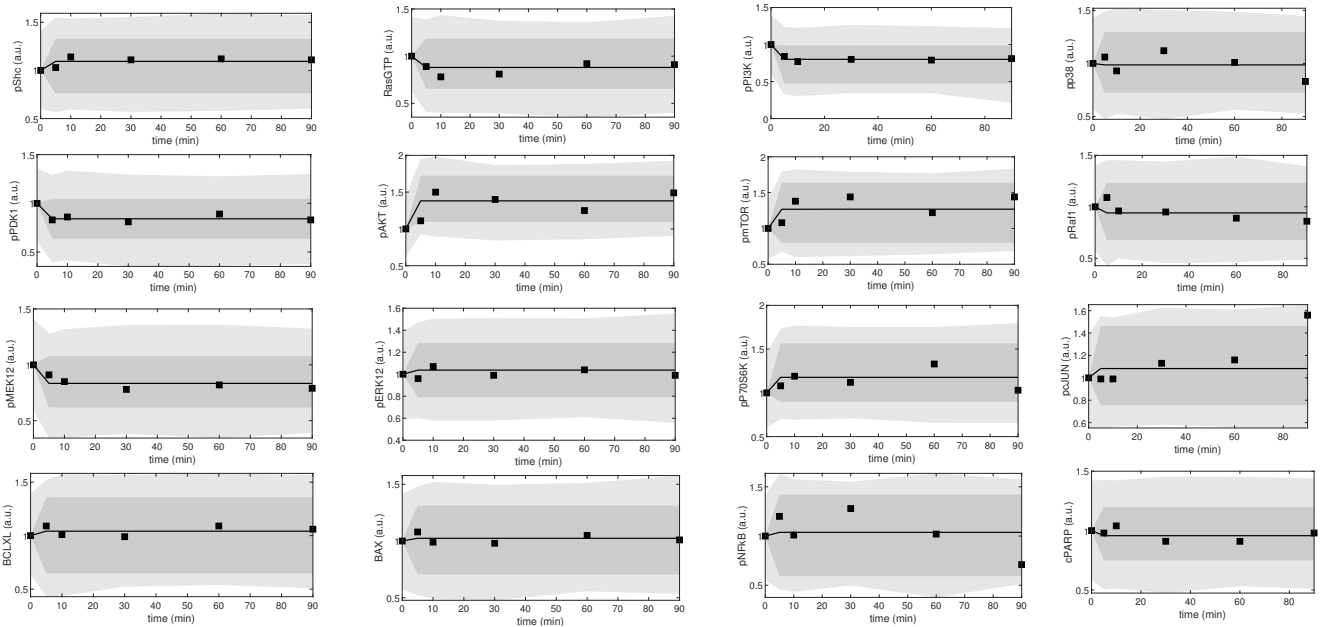 pShc (a.u.)
1.5
1
0.5
0 10 20 30 40 50 60 70 80 90
time (min)
RasGTP (a.u.)
1.5
1
0.5
0 10 20 30 40 50 60 70 80 90
time (min)
pPI3K (a.u.)
1.5
1
0.5
0
0 20 40 60 80
time (min)
pp38 (a.u.)
1.5
1
0.5
0 20 40 60 80
time (min)
pPDK1 (a.u.)
1.5
1
0.5
0 10 20 30 40 50 60 70 80 90
time (min)
pAKT (a.u.)
2
1.5
1
0.5
0 10 20 30 40 50 60 70 80 90
time (min)
pmTOR (a.u.)
2
1.5
1
0.5
0 10 20 30 40 50 60 70 80 90
time (min)
pRaf1 (a.u.)
1.5
1
0.5
0 20 40 60 80
time (min)
pMEK12 (a.u.)
1.5
1
0.5
0 10 20 30 40 50 60 70 80 90
time (min)
pERK12 (a.u.)
1.6
1.4
1.2
1.0
0.8
0.6
0.4
0 10 20 30 40 50 60 70 80 90
time (min)
pP70S6K (a.u.)
2
1.5
1
0.5
0 10 20 30 40 50 60 70 80 90
time (min)
pcJUN (a.u.)
1.6
1.4
1.2
1.0
0.8
0.6
0 20 40 60 80
time (min)
BCLXL (a.u.)
1.5
1
0.5
0 10 20 30 40 50 60 70 80 90
time (min)
BAX (a.u.)
1.5
1
0.5
0 10 20 30 40 50 60 70 80 90
time (min)
pNFkB (a.u.)
1.5
1
0.5
0 10 20 30 40 50 60 70 80 90
time (min)
cPARP (a.u.)
1.5
1
0.5
0 20 40 60 80
time (min)